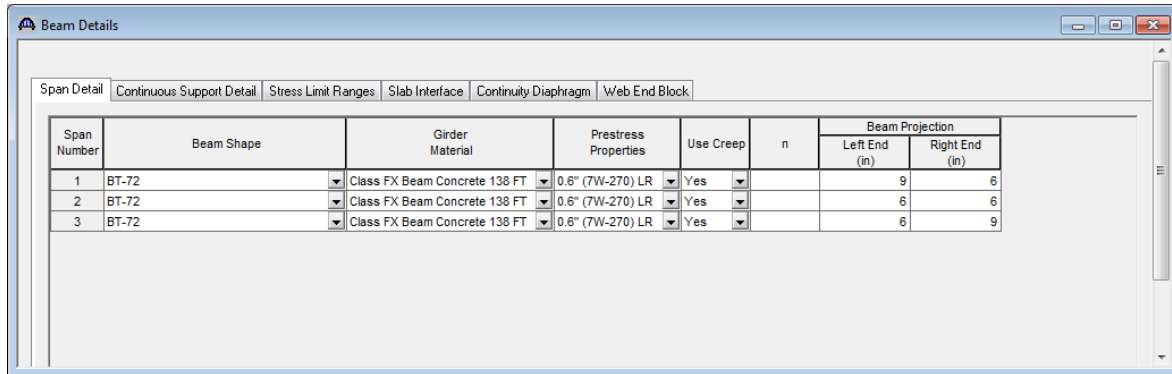 Beam Details
Span Detail Continuous Support Detail Stress Limit Ranges Slab Interface Continuity Diaphragm Web End Block
Span Number Beam Shape Girder Material Prestress Properties Use Creep n Beam Projection Left End (in) Right End (in)
1 BT-72 Class FX Beam Concrete 138 FT 0.6" (7W-270) LR Yes 9 6
2 BT-72 Class FX Beam Concrete 138 FT 0.6" (7W-270) LR Yes 6 6
3 BT-72 Class FX Beam Concrete 138 FT 0.6" (7W-270) LR Yes 6 9